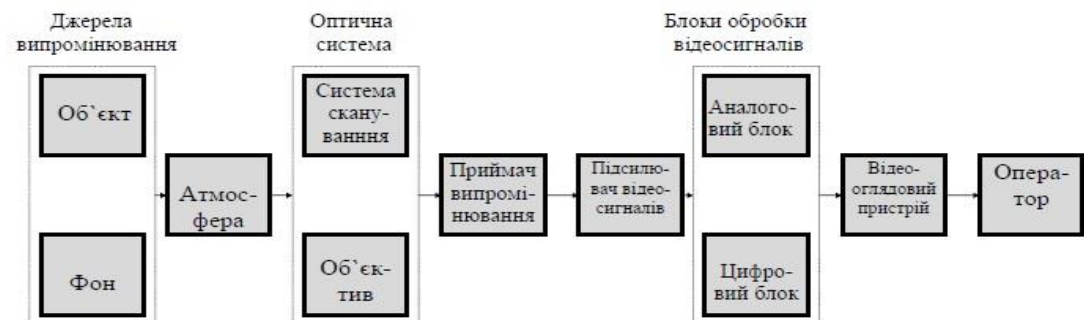 Джерела
випромінювання
Об`єкт
Фон
Атмос-
фера
Оптична
система
Система
скану-
ванння
Об`єк-
тив
Приймач
випромі-
нювання
Підсилю-
вач відео-
сигналів
Блоки обробки
відеосигналів
Аналого-
вий блок
Цифро-
вий блок
Відео-
оглядовий
пристрій
Опера-
тор